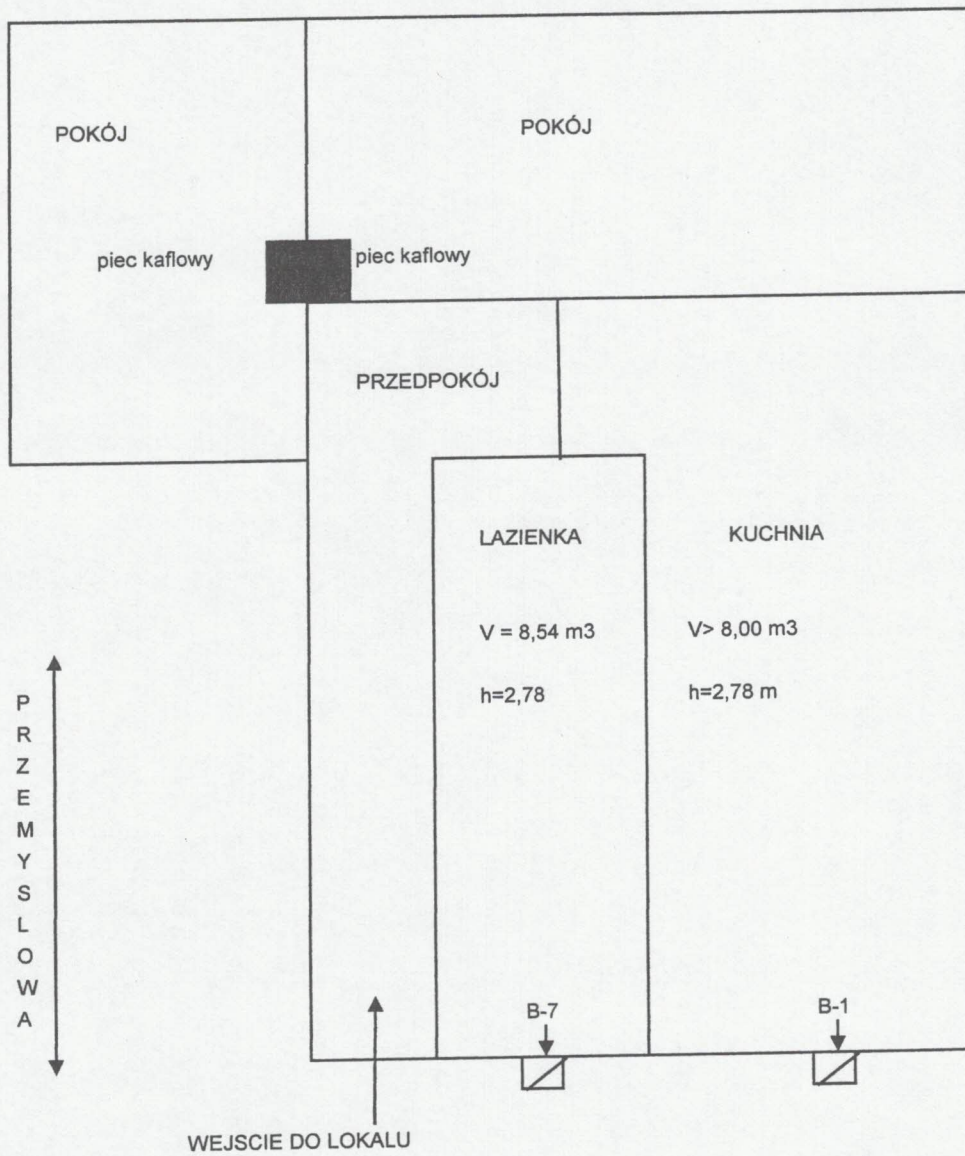 POKÓJ
POKÓJ
piec kaflowy
piec kaflowy
PRZEDPOKÓJ
LAZIENKA
KUCHNIA
V = 8,54 m3
V> 8,00 m3
h=2,78
h=2,78 m
P
R
Z
E
M
Y
S
L
O
W
A
B-7
B-1
WEJSCIE DO LOKALU